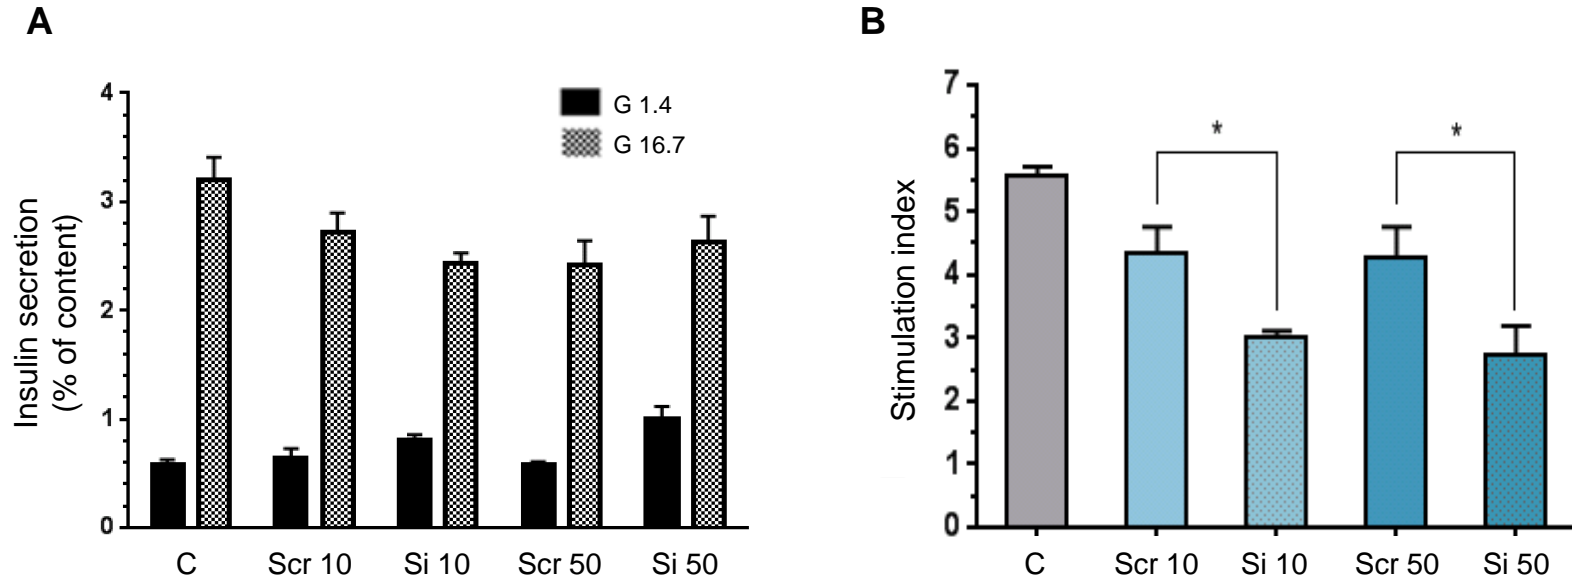 A
Insulin secretion
(% of content)
4
3
2
1
0
G 1.4
G 16.7
C
Scr 10
Si 10
Scr 50
Si 50
B
Stimulation index
7
6
5
4
3
2
1
0
*
*
C
Scr 10
Si 10
Scr 50
Si 50